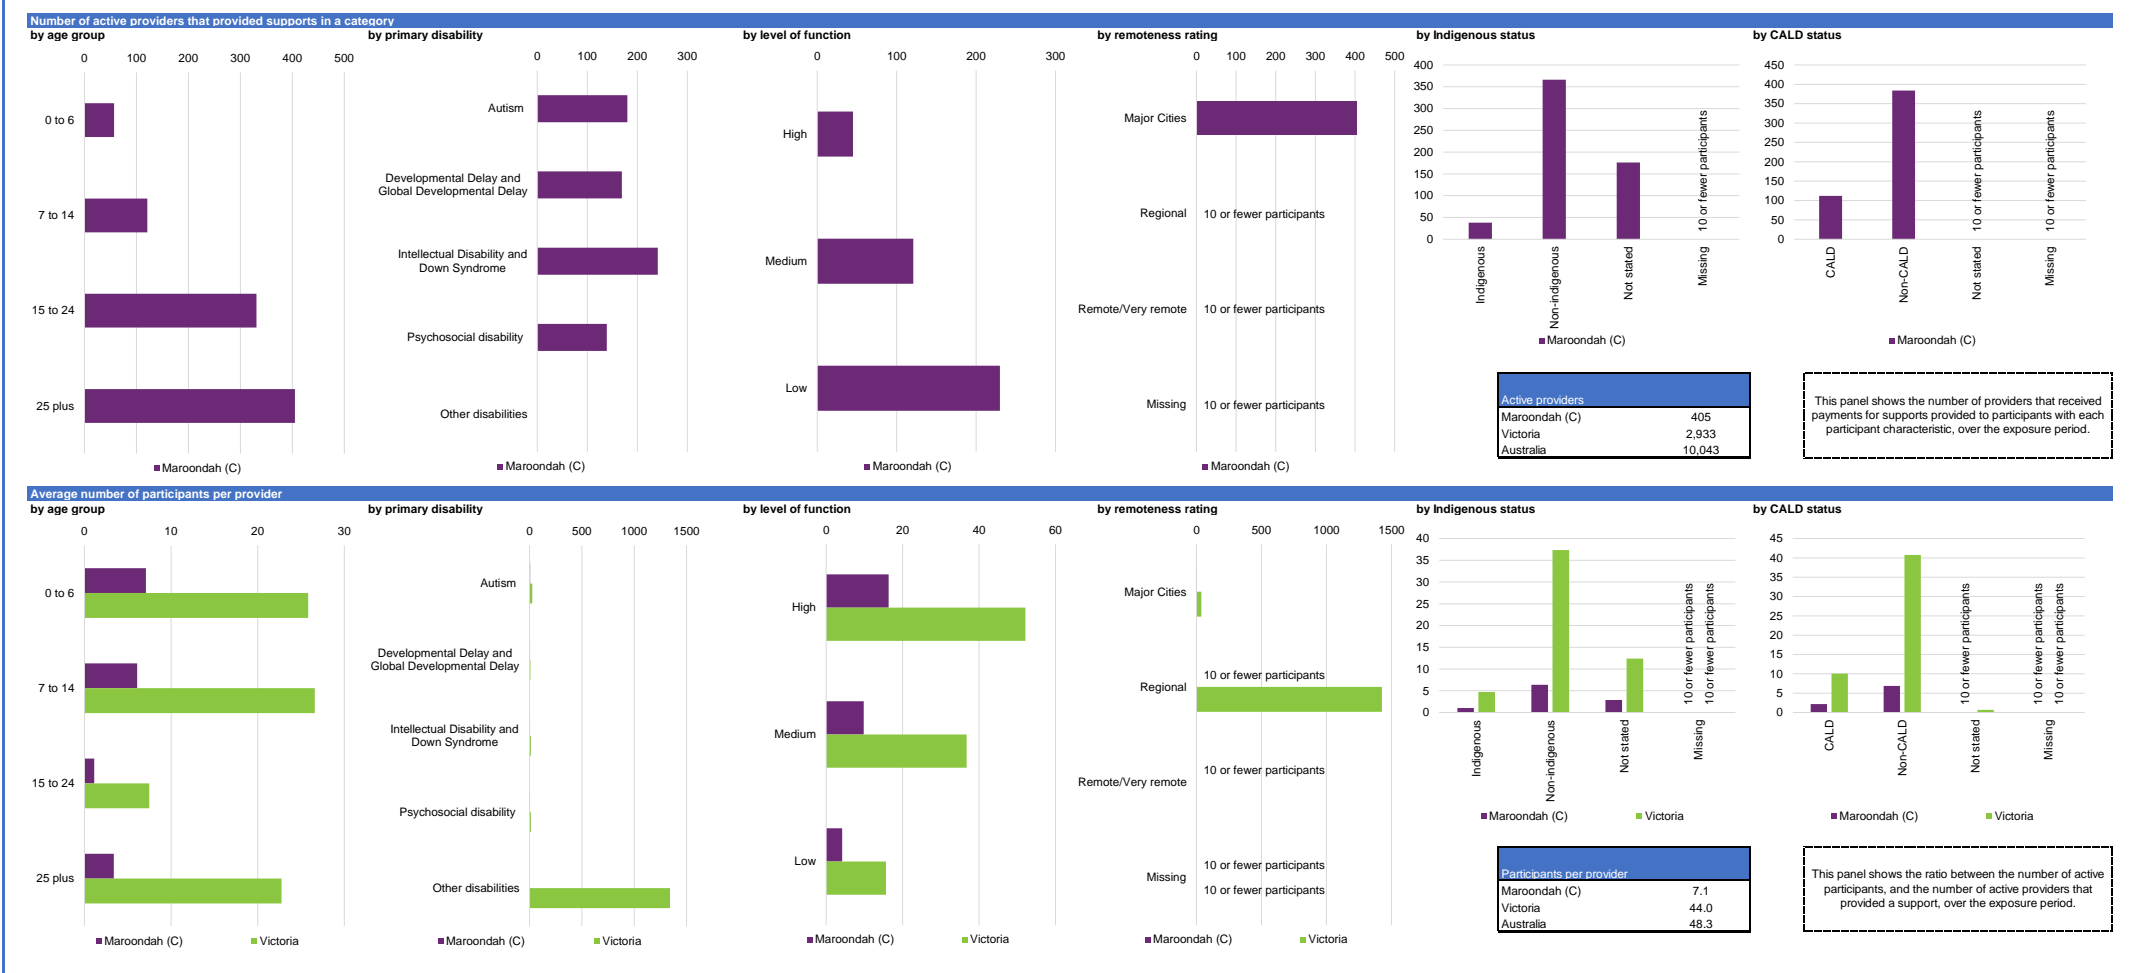 Number of active providers that provided supports in a category
by age group
0 100 200 300 400 500
0 to 6
7 to 14
15 to 24
25 plus
Maroondah (C)
by primary disability
0 100 200 300
Autism
Developmental Delay and
Global Developmental Delay
Intellectual Disability and
Down Syndrome
Psychosocial disability
Other disabilities
Maroondah (C)
by level of function
0 100 200 300
High
Medium
Low
Maroondah (C)
by remoteness rating
0 100 200 300 400 500
Major Cities
Regional 10 or fewer participants
Remote/Very remote 10 or fewer participants
Missing 10 or fewer participants
Maroondah (C)
by Indigenous status
400
350
300
250
200
150
100
50
0
10 or fewer participants
Indigenous
Non-indigenous
Not stated
Missing
Maroondah (C)
by CALD status
450
400
350
300
250
200
150
100
50
0
10 or fewer participants
10 or fewer participants
CALD
Non-CALD
Not stated
Missing
Maroondah (C)
Active providers
Maroondah (C) 405
Victoria 2,933
Australia 10,043
This panel shows the number of providers that received
payments for supports provided to participants with each
participant characteristic, over the exposure period.
Average number of participants per provider
by age group
0 10 20 30
0 to 6
7 to 14
15 to 24
25 plus
Maroondah (C) Victoria
by primary disability
0 500 1000 1500
Autism
Developmental Delay and
Global Developmental Delay
Intellectual Disability and
Down Syndrome
Psychosocial disability
Other disabilities
Maroondah (C) Victoria
by level of function
0 20 40 60
High
Medium
Low
Maroondah (C) Victoria
by remoteness rating
0 500 1000 1500
Major Cities
10 or fewer participants
Regional
10 or fewer participants
Remote/Very remote
10 or fewer participants
Missing
10 or fewer participants
Maroondah (C) Victoria
by Indigenous status
40
35
30
25
20
15
10
5
0
10 or fewer participants
10 or fewer participants
Indigenous
Non-indigenous
Not stated
Missing
Maroondah (C) Victoria
by CALD status
45
40
35
30
25
20
15
10
5
0
10 or fewer participants
10 or fewer participants
10 or fewer participants
CALD
Non-CALD
Not stated
Missing
Maroondah (C) Victoria
Participants per provider
Maroondah (C) 7.1
Victoria 44.0
Australia 48.3
This panel shows the ratio between the number of active
participants, and the number of active providers that
provided a support, over the exposure period.